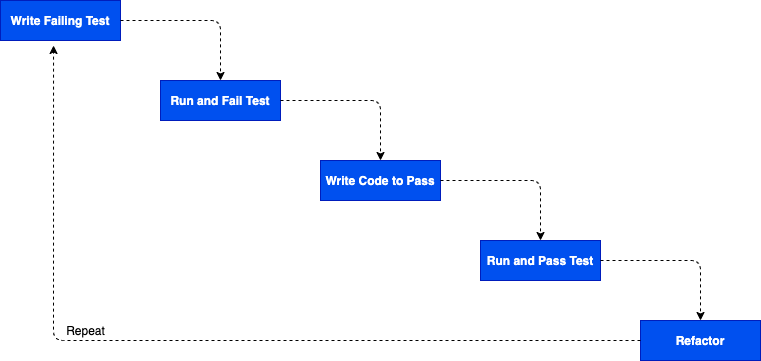 Write Failing Test
Run and Fail Test
Write Code to Pass
Run and Pass Test
Repeat
Refactor